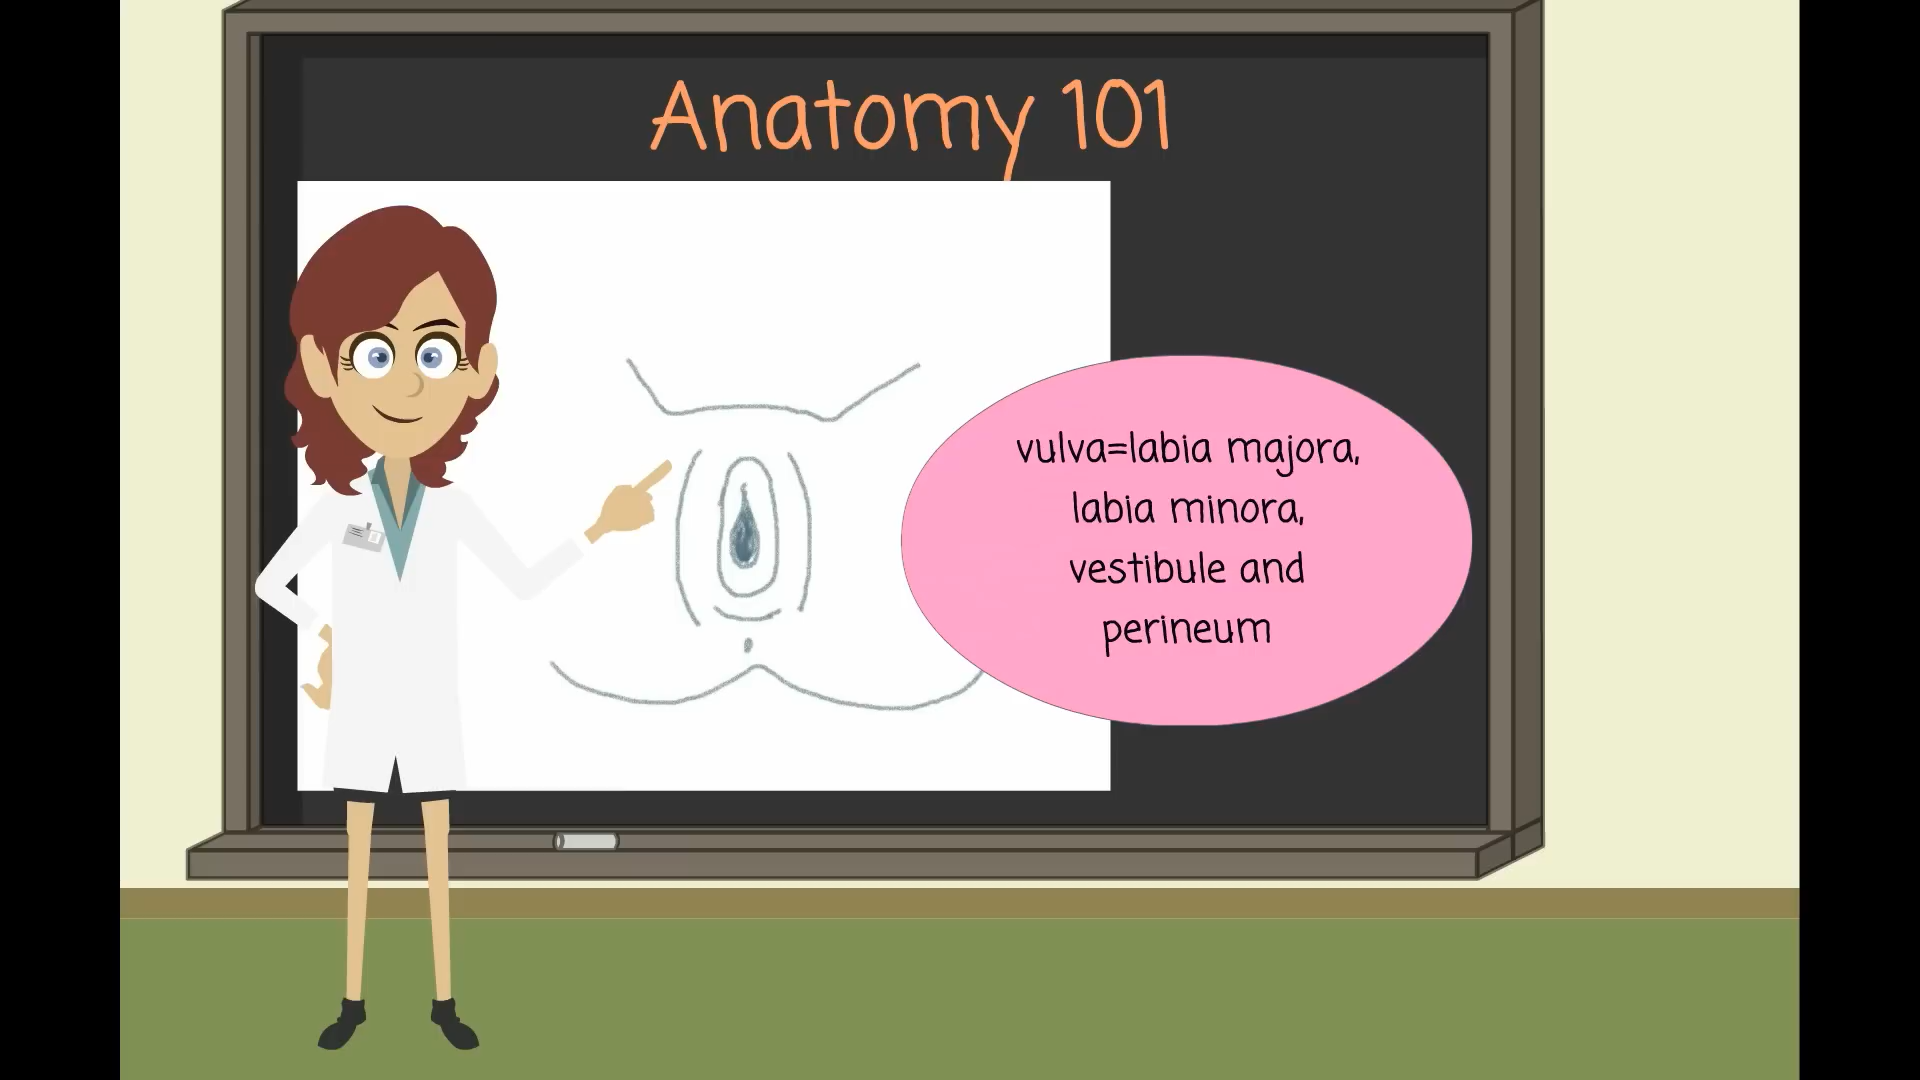 Anatomy 101
vulva=labia majora,
labia minora,
vestibule and
perineum